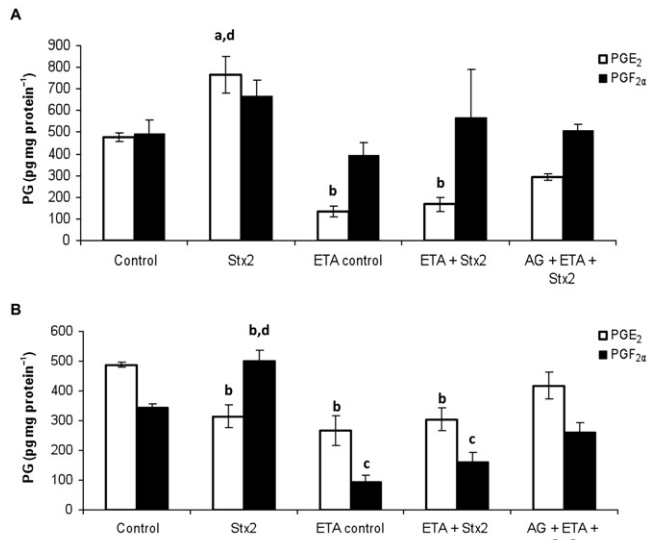 A
900
800
700
600
500
400
300
200
100
0
PG (pg mg protein⁻¹)
a,d
b
b
PGE₂
PGF₂α
Control
Stx2
ETA control
ETA + Stx2
AG + ETA +
Stx2
B
600
500
400
300
200
100
0
PG (pg mg protein⁻¹)
b
b,d
b
c
b
c
PGE₂
PGF₂α
Control
Stx2
ETA control
ETA + Stx2
AG + ETA +